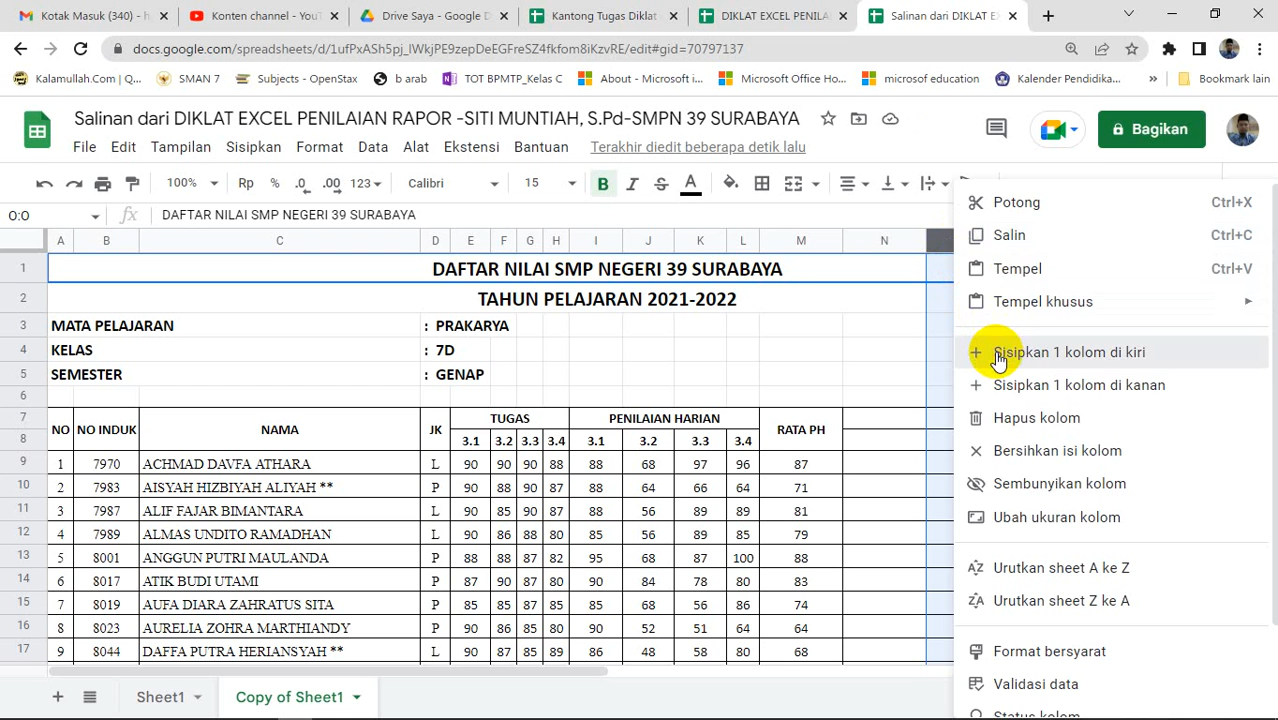 Kotak Masuk (340) - h
Konten channel - YouT
Drive Saya - Google D
Kantong Tugas Diklat
DIKLAT EXCEL PENILA
Salinan dari DIKLAT EX
docs.google.com/spreadsheets/d/1ufPxASh5pj_lWkjPE9zepDeEGFreSZ4fkfom8iKzvRE/edit#gid=70797137
Kalamullah.Com | Q...
SMAN 7
Subjects - OpenStax
b arab
TOT BPMTP_Kelas C
About - Microsoft i...
Microsoft Office Ho...
microsof education
Kalender Pendidika...
»
Bookmark lain
Salinan dari DIKLAT EXCEL PENILAIAN RAPOR -SITI MUNTIAH, S.Pd-SMPN 39 SURABAYA
Bagikan
File Edit Tampilan Sisipkan Format Data Alat Ekstensi Bantuan Terakhir diedit beberapa detik lalu
100% Rp % .0 .00 123 Calibri 15 B I S A
O:O fx DAFTAR NILAI SMP NEGERI 39 SURABAYA
A B C D E F G H I J K L M N
1 DAFTAR NILAI SMP NEGERI 39 SURABAYA
2 TAHUN PELAJARAN 2021-2022
3 MATA PELAJARAN : PRAKARYA
4 KELAS : 7D
5 SEMESTER : GENAP
6
7 NO NO INDUK NAMA JK TUGAS PENILAIAN HARIAN RATA PH
8 3.1 3.2 3.3 3.4 3.1 3.2 3.3 3.4
9 1 7970 ACHMAD DAVFA ATHARA L 90 90 90 88 88 68 97 96 87
10 2 7983 AISYAH HIZBIYAH ALIYAH ** P 90 88 90 87 88 64 66 64 71
11 3 7987 ALIF FAJAR BIMANTARA L 90 85 90 87 88 56 89 89 81
12 4 7989 ALMAS UNDITO RAMADHAN L 90 86 88 80 85 56 89 85 79
13 5 8001 ANGGUN PUTRI MAULANDA P 88 88 87 82 95 68 87 100 88
14 6 8017 ATIK BUDI UTAMI P 87 90 87 80 90 84 78 80 83
15 7 8019 AUFA DIARA ZAHRATUS SITA P 85 85 87 85 85 68 56 86 74
16 8 8023 AURELIA ZOHRA MARTHIANDY P 90 86 85 80 90 52 51 64 64
17 9 8044 DAFFA PUTRA HERIANSYAH ** L 90 87 85 89 86 48 58 80 68
Sheet1
Copy of Sheet1
Potong Ctrl+X
Salin Ctrl+C
Tempel Ctrl+V
Tempel khusus
Sisipkan 1 kolom di kiri
Sisipkan 1 kolom di kanan
Hapus kolom
Bersihkan isi kolom
Sembunyikan kolom
Ubah ukuran kolom
Urutkan sheet A ke Z
Urutkan sheet Z ke A
Format bersyarat
Validasi data
Status kolom